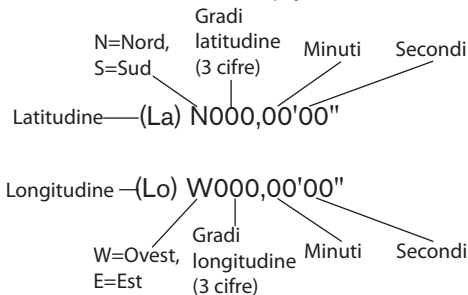 Gradi
N=Nord, latitudine Minuti Secondi
S=Sud (3 cifre)
Latitudine (La) N000,00'00"
Longitudine (Lo) W000,00'00"
Gradi Minuti Secondi
W=Ovest, longitudine
E=Est (3 cifre)